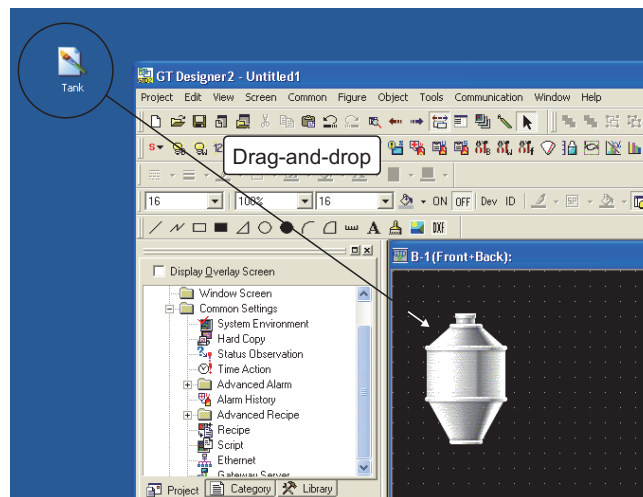 Tank
GT Designer2 - Untitled1
Project Edit View Screen Common Figure Object Tools Communication Window Help
Drag-and-drop
16 100% 16 ON OFF Dev ID
A DXF
Display Overlay Screen
B-1(Front+Back):
Window Screen
Common Settings
System Environment
Hard Copy
Status Observation
Time Action
Advanced Alarm
Alarm History
Advanced Recipe
Recipe
Script
Ethernet
Gateway Server
Project Category Library